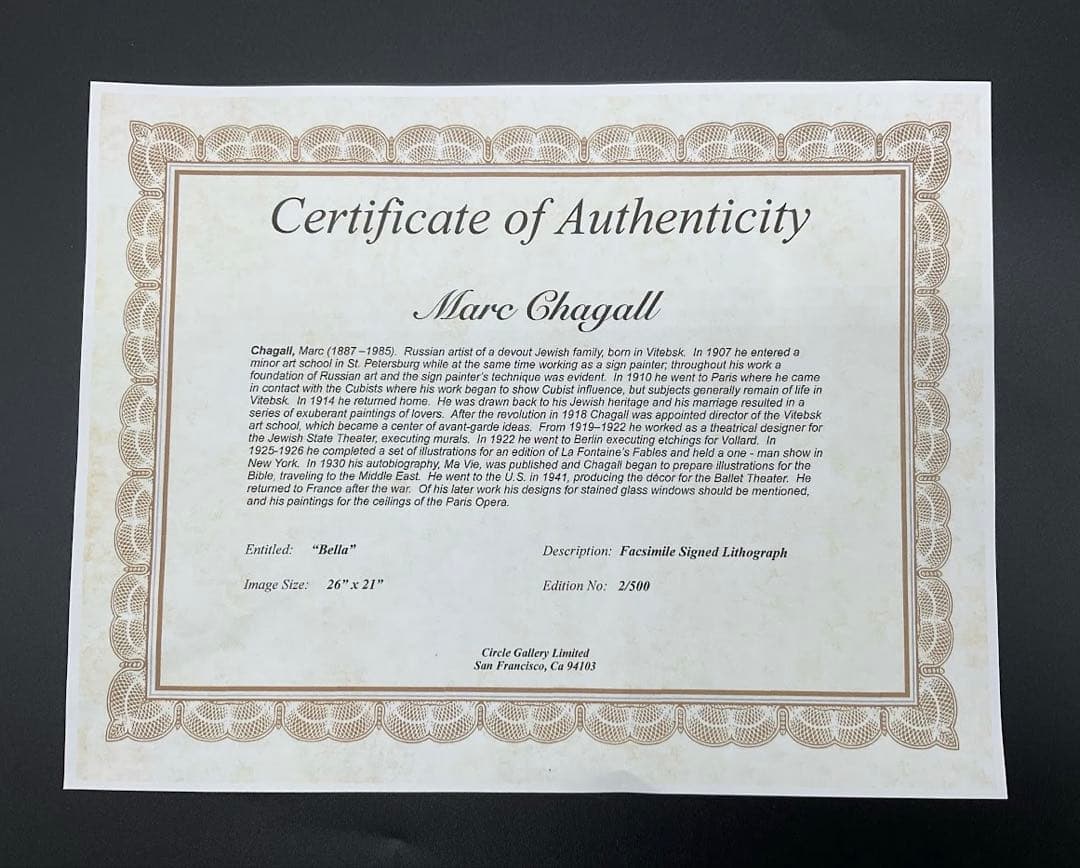 Certificate of Authenticity
Marc Chagall
Chagall, Marc (1887 –1985). Russian artist of a devout Jewish family, born in Vitebsk. In 1907 he entered a
minor art school in St. Petersburg while at the same time working as a sign painter; throughout his work a
foundation of Russian art and the sign painter's technique was evident. In 1910 he went to Paris where he came
in contact with the Cubists where his work began to show Cubist influence, but subjects generally remain of life in
Vitebsk. In 1914 he returned home. He was drawn back to his Jewish heritage and his marriage resulted in a
series of exuberant paintings of lovers. After the revolution in 1918 Chagall was appointed director of the Vitebsk
art school, which became a center of avant-garde ideas. From 1919–1922 he worked as a theatrical designer for
the Jewish State Theater, executing murals. In 1922 he went to Berlin executing etchings for Vollard. In
1925-1926 he completed a set of illustrations for an edition of La Fontaine's Fables and held a one - man show in
New York. In 1930 his autobiography, Ma Vie, was published and Chagall began to prepare illustrations for the
Bible, traveling to the Middle East. He went to the U.S. in 1941, producing the décor for the Ballet Theater. He
returned to France after the war. Of his later work his designs for stained glass windows should be mentioned,
and his paintings for the ceilings of the Paris Opera.
Entitled: "Bella" Description: Facsimile Signed Lithograph
Image Size: 26" x 21" Edition No: 2/500
Circle Gallery Limited
San Francisco, Ca 94103